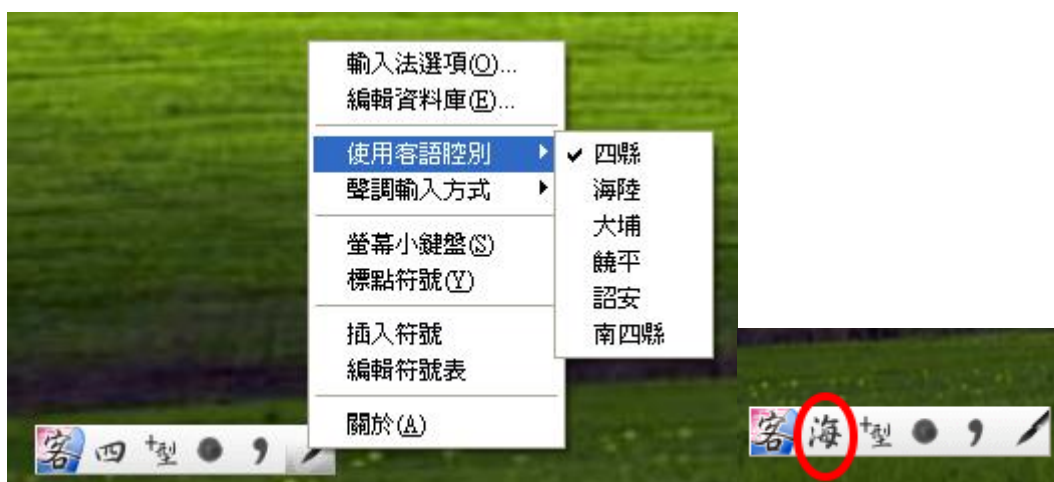 輸入法選項(O)...
編輯資料庫(E)...
使用客語腔別
聲調輸入方式
螢幕小鍵盤(S)
標點符號(Y)
插入符號
編輯符號表
關於(A)
四縣
海陸
大埔
饒平
詔安
南四縣
客 四 +型 ,
客 海 +型 ,